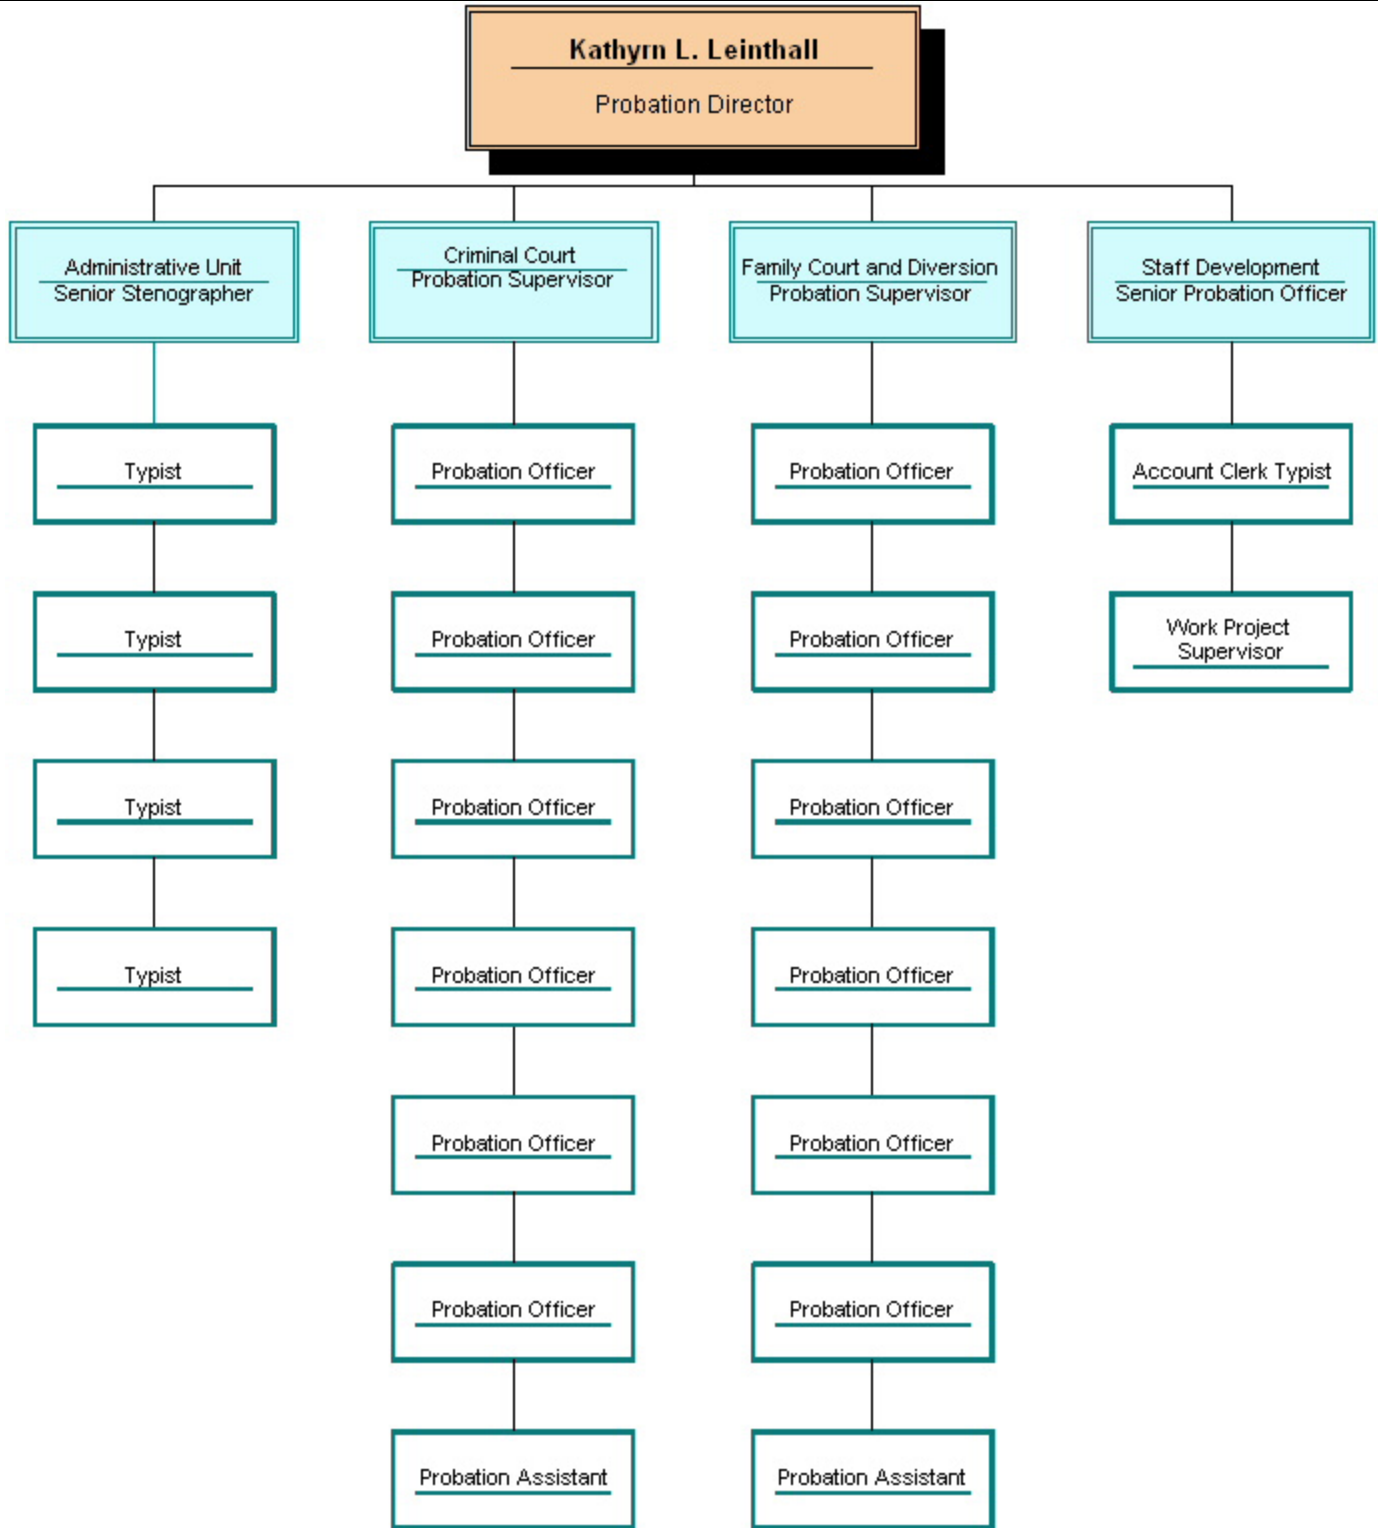 Kathyrn L. Leinthall
Probation Director
Administrative Unit
Senior Stenographer
Criminal Court
Probation Supervisor
Family Court and Diversion
Probation Supervisor
Staff Development
Senior Probation Officer
Typist
Probation Officer
Probation Officer
Account Clerk Typist
Typist
Probation Officer
Probation Officer
Work Project
Supervisor
Typist
Probation Officer
Probation Officer
Typist
Probation Officer
Probation Officer
Probation Officer
Probation Officer
Probation Officer
Probation Officer
Probation Assistant
Probation Assistant